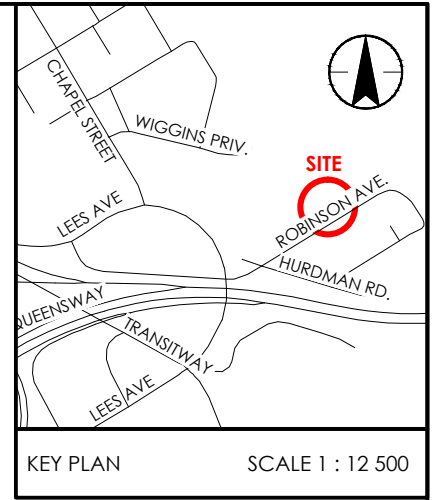 CHAPEL STREET
WIGGINS PRIV.
SITE
LEES AVE
ROBINSON AVE.
HURDMAN RD.
QUEENSWAY
TRANSITWAY
LEES AVE
KEY PLAN
SCALE 1 : 12 500